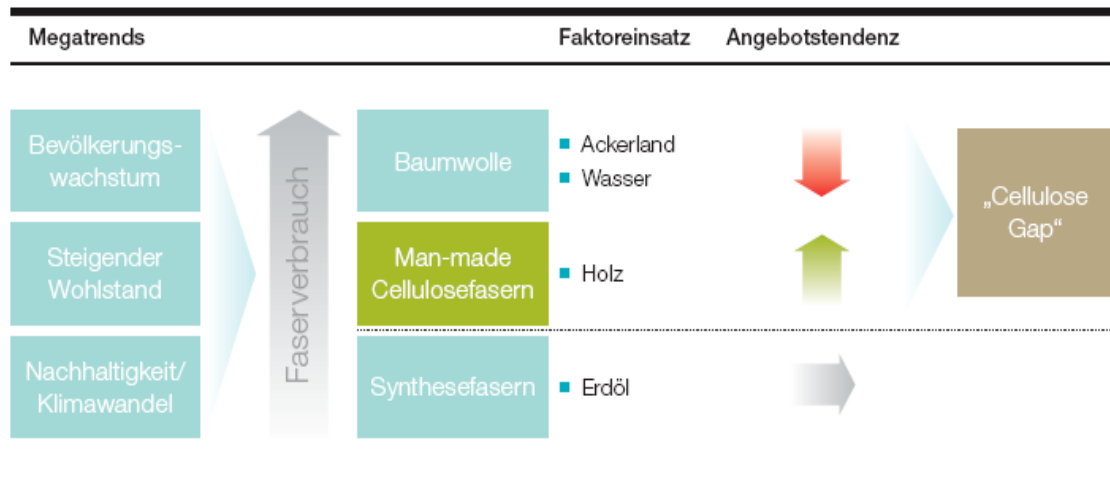 Megatrends
Faktoreinsatz
Angebotstendenz
Bevölkerungs-
wachstum
Steigender
Wohlstand
Nachhaltigkeit/
Klimawandel
Faserverbrauch
Baumwolle
▪ Ackerland
▪ Wasser
Man-made
Cellulosefasern
▪ Holz
Synthesefasern
▪ Erdöl
„Cellulose
Gap“